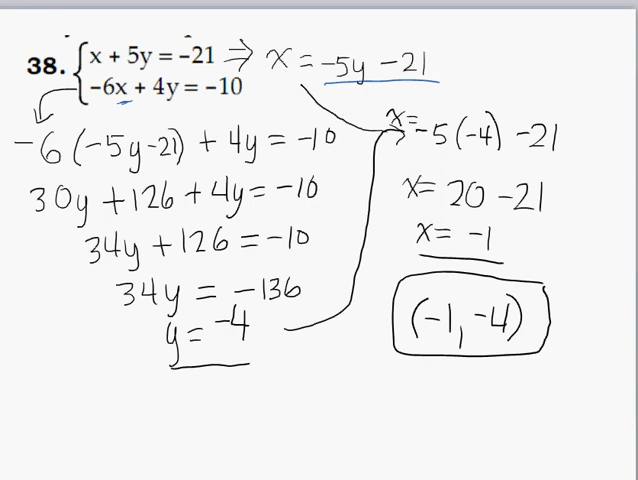 38. { x + 5y = −21 ⇒ x = −5y − 21
−6x + 4y = −10
−6(−5y−21) + 4y = −10
30y + 126 + 4y = −10
34y + 126 = −10
34y = −136
y = −4
x = −5(−4) − 21
x = 20 − 21
x = −1
(−1, −4)